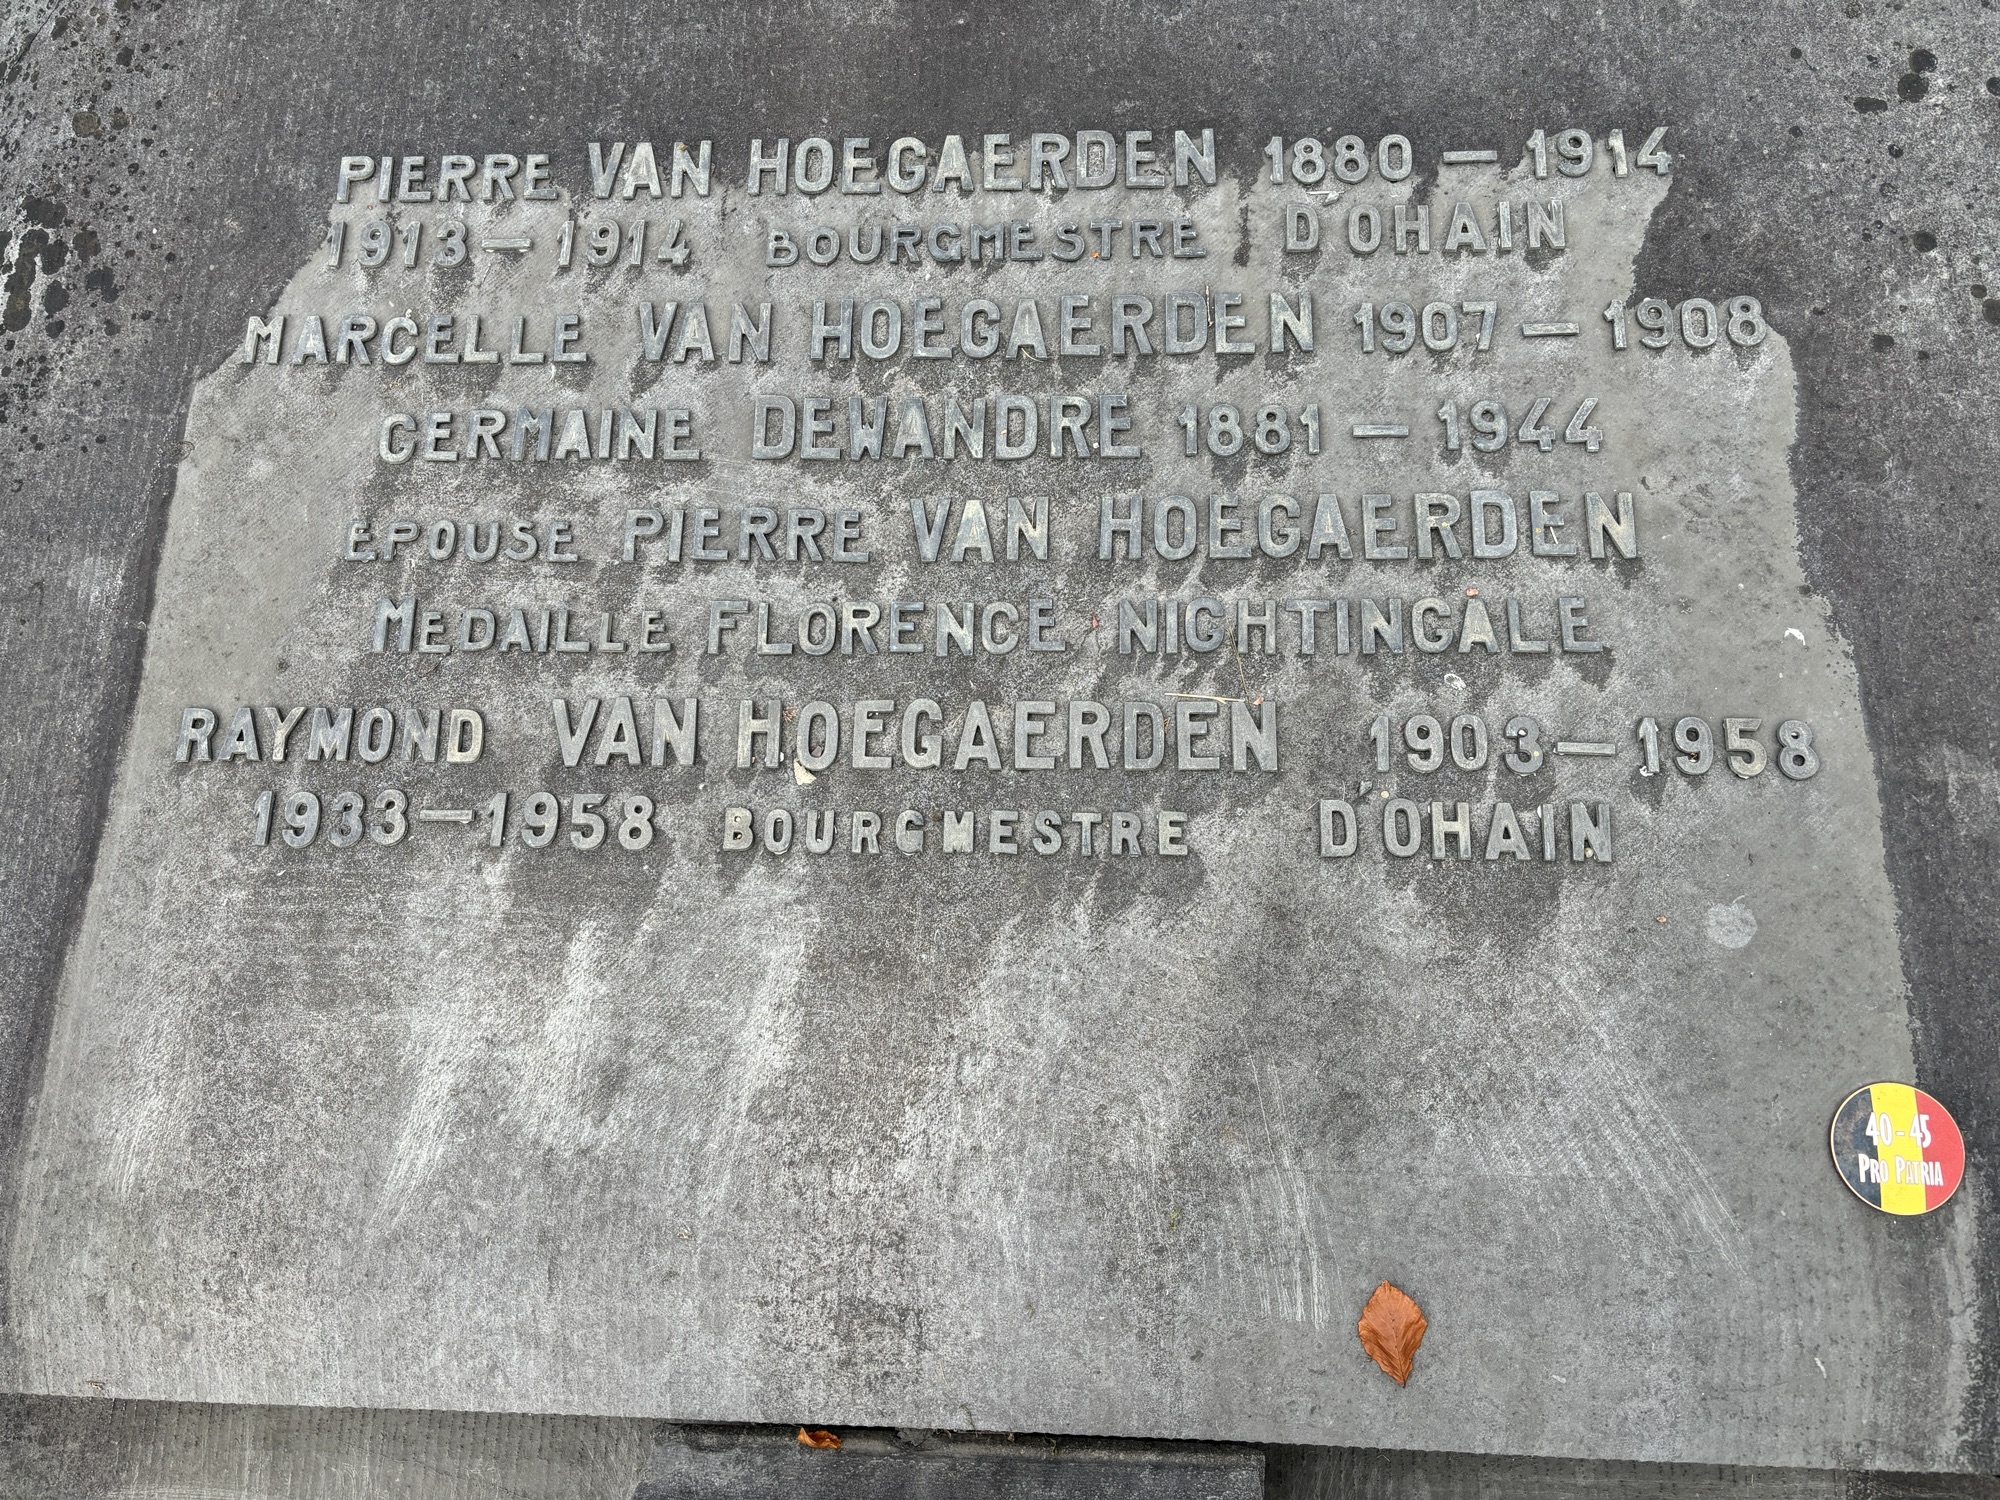 PIERRE VAN HOEGAERDEN 1880 — 1914
1913 — 1914 BOURGMESTRE D OHAIN
MARCELLE VAN HOEGAERDEN 1907 — 1908
GERMAINE DEWANDRE 1881 — 1944
EPOUSE PIERRE VAN HOEGAERDEN
MEDAILLE FLORENCE NIGHTINGALE
RAYMOND VAN HOEGAERDEN 1903 — 1958
1933 — 1958 BOURGMESTRE D OHAIN
40-45
PRO PATRIA